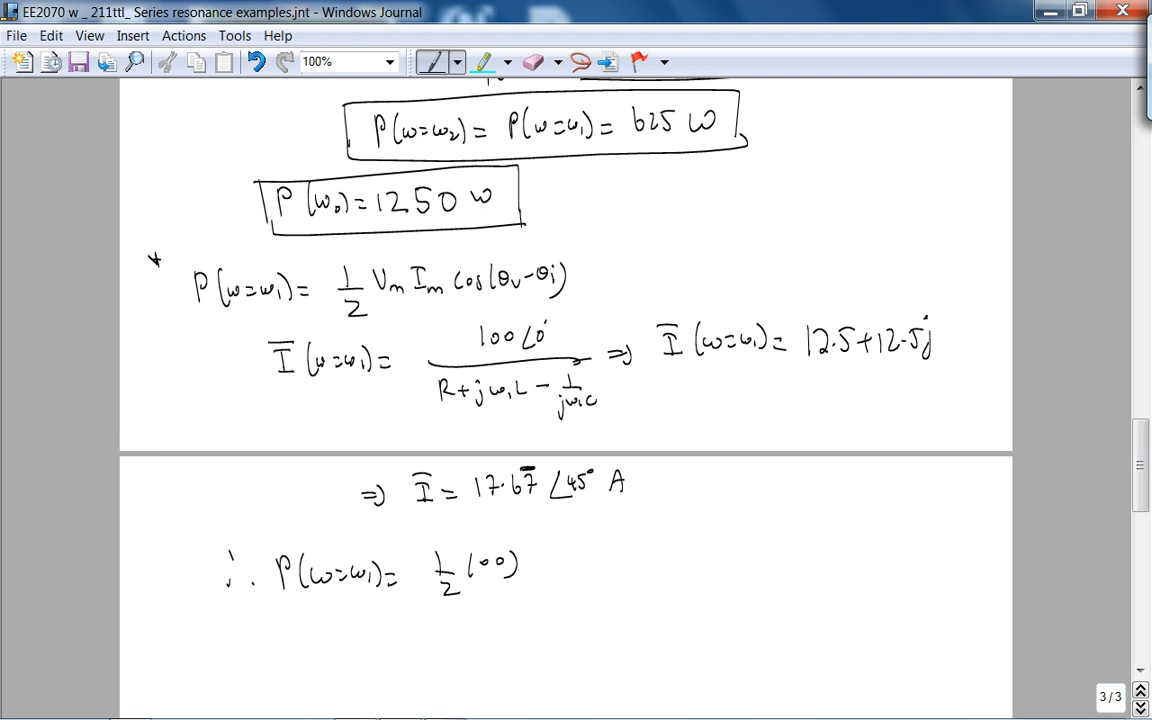 EE2070 w _ 211ttl_ Series resonance examples.jnt - Windows Journal
File Edit View Insert Actions Tools Help
100%
P(ω=ω₂) = P(ω=ω₁) = 625 W
P(ω₀) = 1250 W
* P(ω=ω₁) = 1/2 Vm Im cos(θv-θi)
I̅(ω=ω₁) = 100∠0° / (R+jω₁L - 1/jω₁C) ⇒ I̅(ω=ω₁) = 12.5+12.5j
⇒ I̅ = 17.67 ∠45° A
∴ P(ω=ω₁) = 1/2 100)
3 / 3